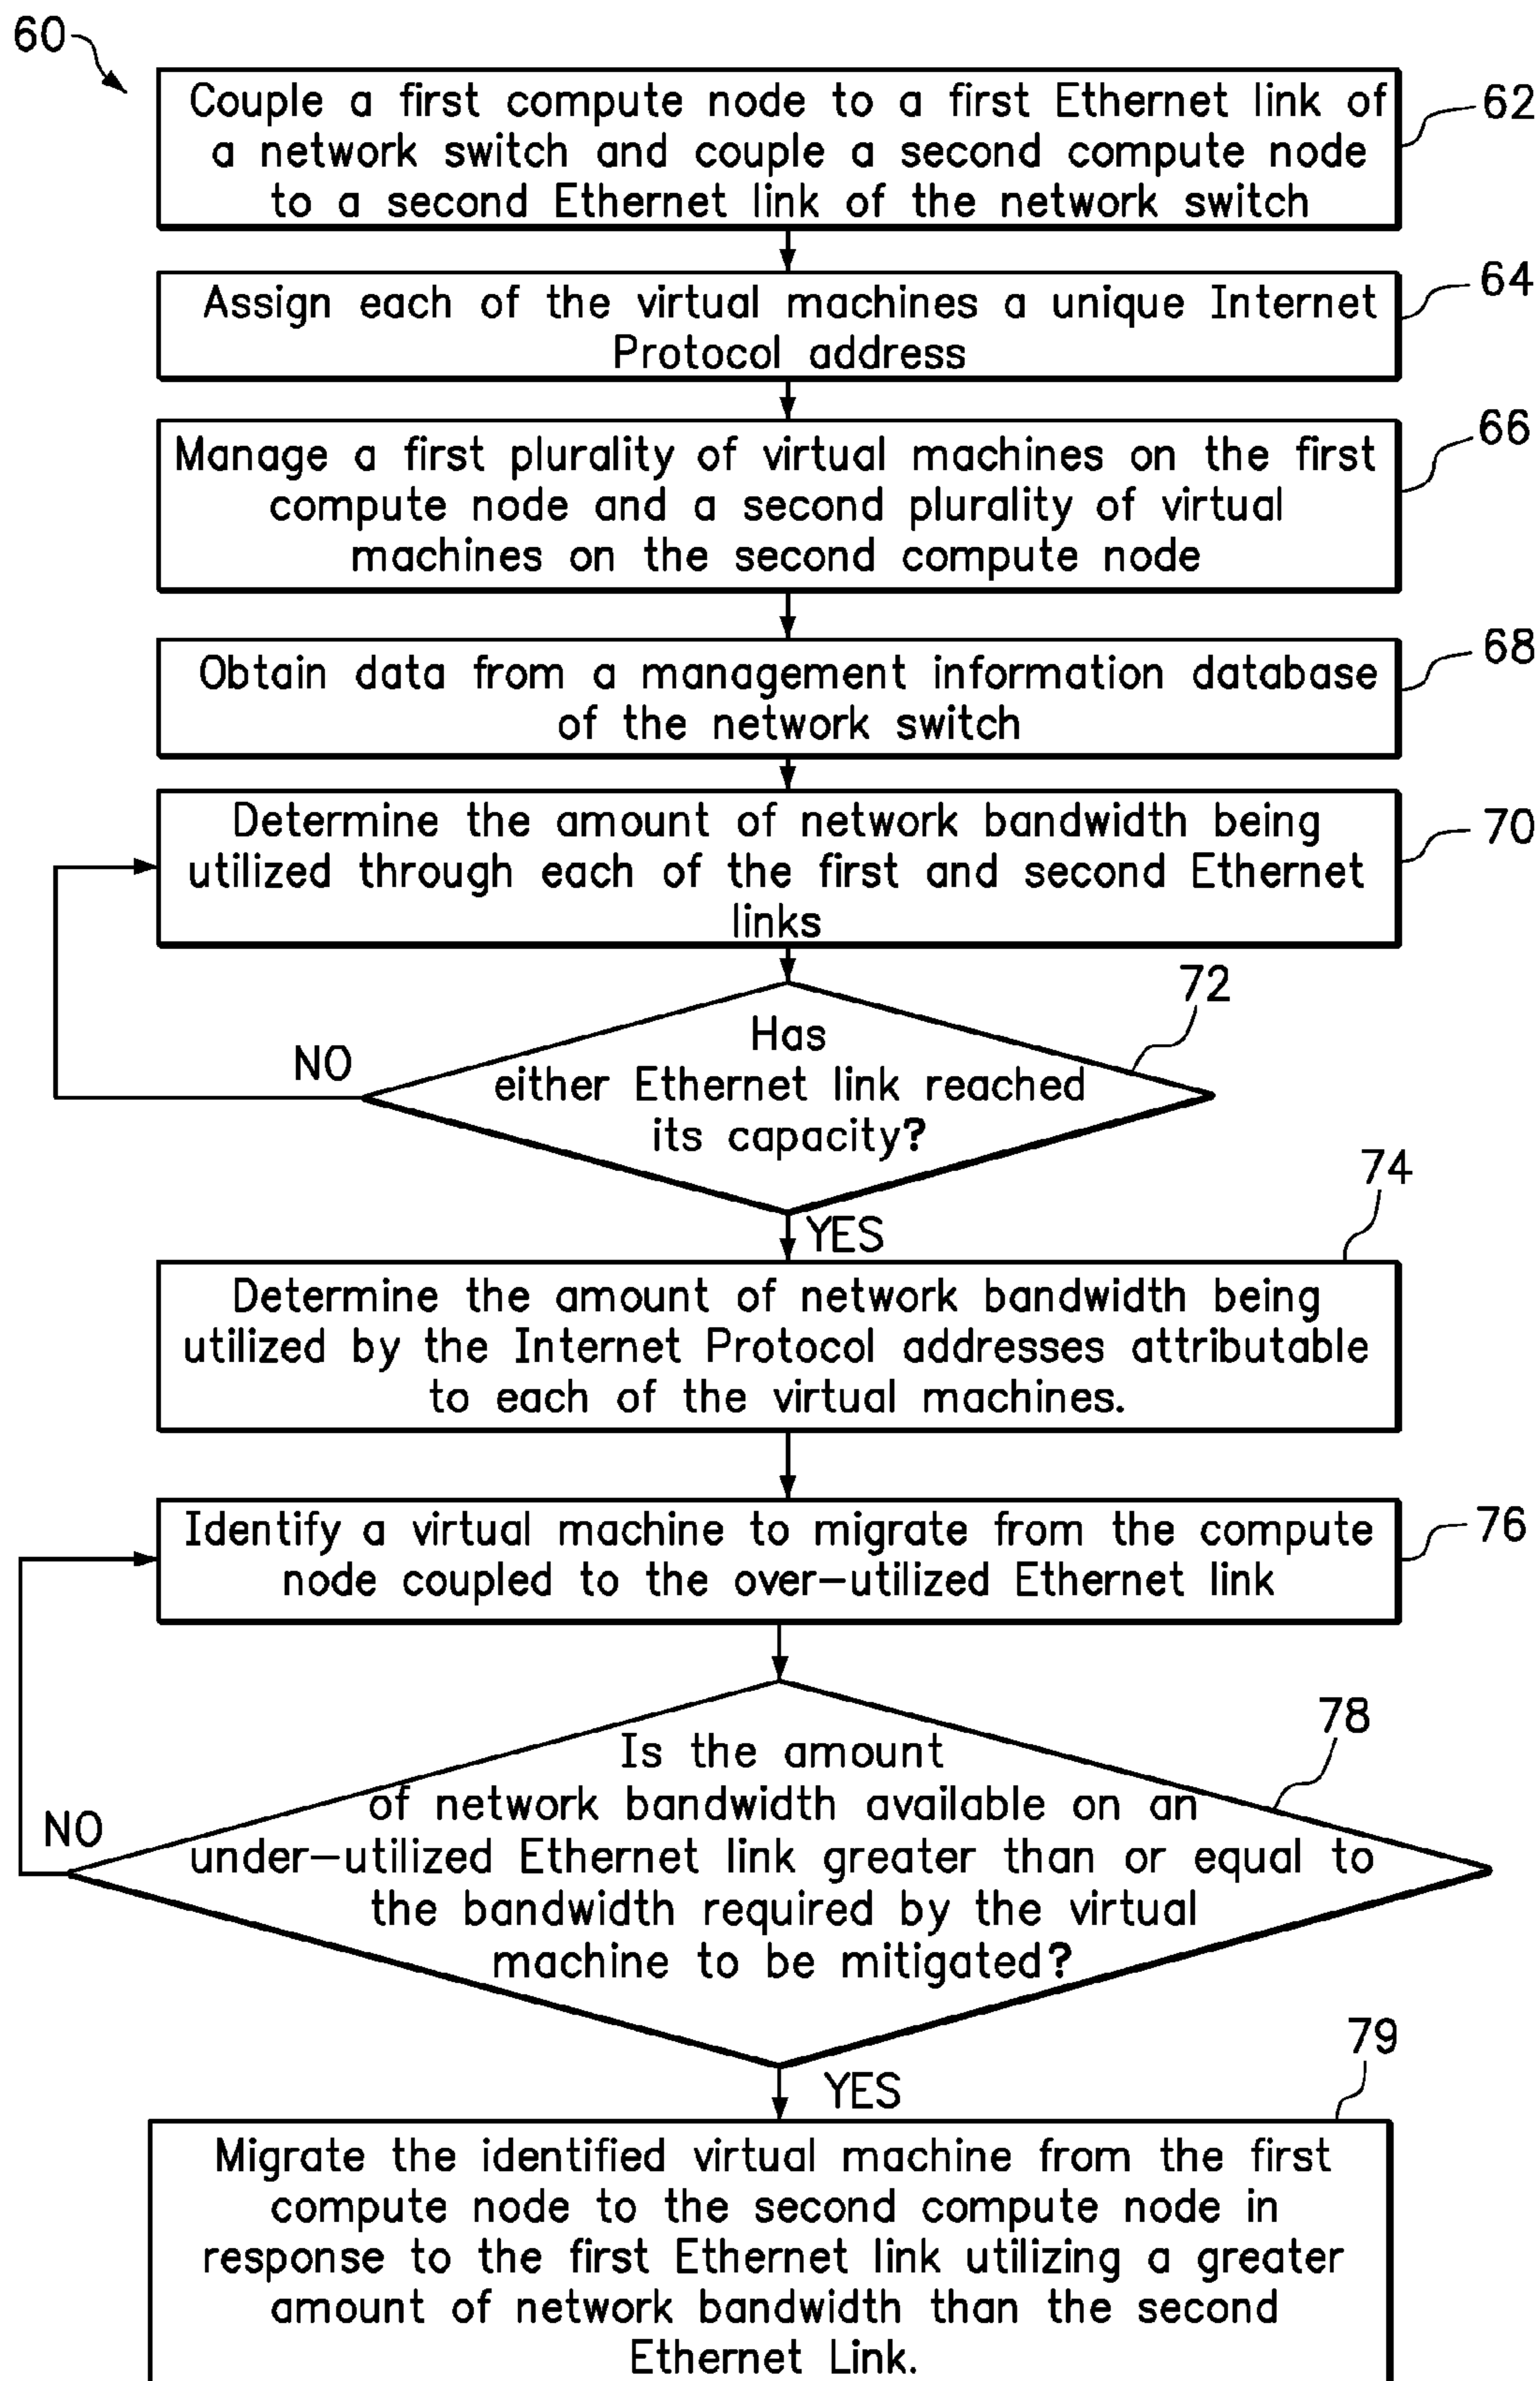 60
Couple a first compute node to a first Ethernet link of
a network switch and couple a second compute node
to a second Ethernet link of the network switch
62
Assign each of the virtual machines a unique Internet
Protocol address
64
Manage a first plurality of virtual machines on the first
compute node and a second plurality of virtual
machines on the second compute node
66
Obtain data from a management information database
of the network switch
68
Determine the amount of network bandwidth being
utilized through each of the first and second Ethernet
links
70
72
Has
either Ethernet link reached
its capacity?
NO
YES
74
Determine the amount of network bandwidth being
utilized by the Internet Protocol addresses attributable
to each of the virtual machines.
Identify a virtual machine to migrate from the compute
node coupled to the over-utilized Ethernet link
76
78
Is the amount
of network bandwidth available on an
under-utilized Ethernet link greater than or equal to
the bandwidth required by the virtual
machine to be mitigated?
NO
YES
79
Migrate the identified virtual machine from the first
compute node to the second compute node in
response to the first Ethernet link utilizing a greater
amount of network bandwidth than the second
Ethernet Link.